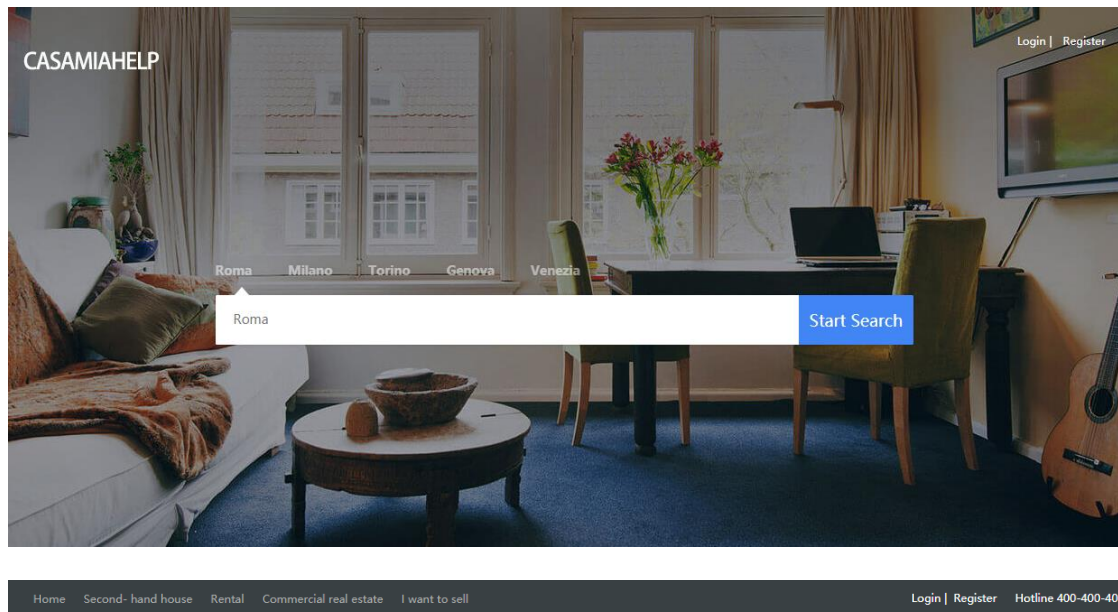 Login | Register
CASAMIAHELP
Roma Milano Torino Genova Venezia
Roma Start Search
Home Second- hand house Rental Commercial real estate I want to sell Login | Register Hotline 400-400-40